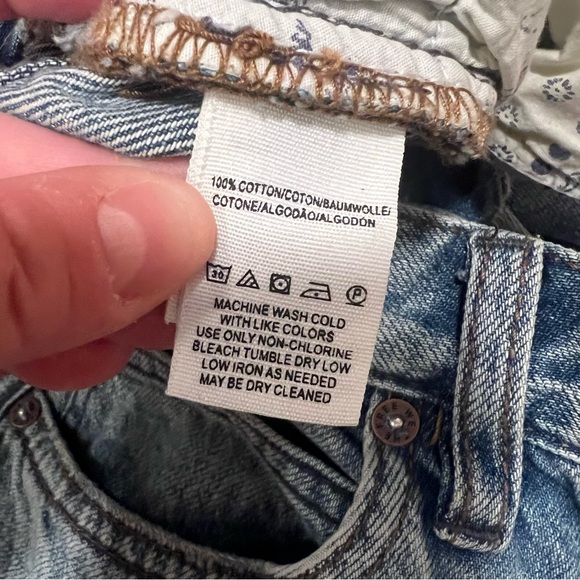 100% COTTON/COTON/BAUMWOLLE/
COTONE/ALGODÃO/ALGODÓN
30
P
MACHINE WASH COLD
WITH LIKE COLORS
USE ONLY NON-CHLORINE
BLEACH TUMBLE DRY LOW
LOW IRON AS NEEDED
MAY BE DRY CLEANED